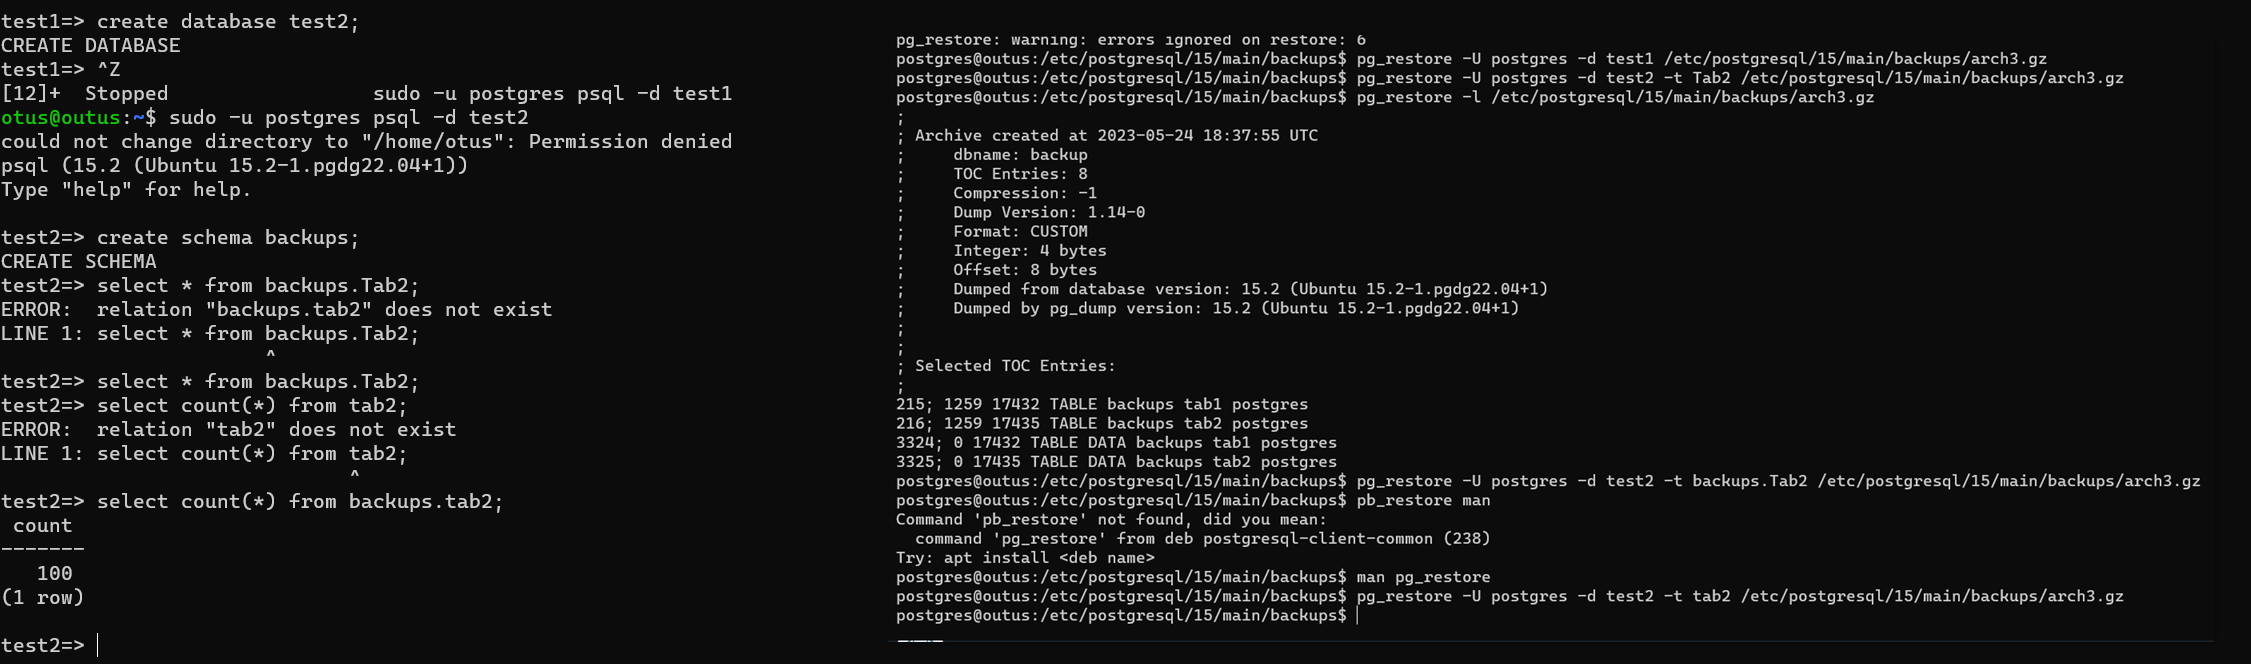 test1=> create database test2;
CREATE DATABASE
test1=> ^Z
[12]+  Stopped                 sudo -u postgres psql -d test1
otus@outus:~$ sudo -u postgres psql -d test2
could not change directory to "/home/otus": Permission denied
psql (15.2 (Ubuntu 15.2-1.pgdg22.04+1))
Type "help" for help.
test2=> create schema backups;
CREATE SCHEMA
test2=> select * from backups.Tab2;
ERROR:  relation "backups.tab2" does not exist
LINE 1: select * from backups.Tab2;
                      ^
test2=> select * from backups.Tab2;
test2=> select count(*) from tab2;
ERROR:  relation "tab2" does not exist
LINE 1: select count(*) from tab2;
                             ^
test2=> select count(*) from backups.tab2;
 count
-------
   100
(1 row)
test2=>
pg_restore: warning: errors ignored on restore: 6
postgres@outus:/etc/postgresql/15/main/backups$ pg_restore -U postgres -d test1 /etc/postgresql/15/main/backups/arch3.gz
postgres@outus:/etc/postgresql/15/main/backups$ pg_restore -U postgres -d test2 -t Tab2 /etc/postgresql/15/main/backups/arch3.gz
postgres@outus:/etc/postgresql/15/main/backups$ pg_restore -l /etc/postgresql/15/main/backups/arch3.gz
;
; Archive created at 2023-05-24 18:37:55 UTC
;     dbname: backup
;     TOC Entries: 8
;     Compression: -1
;     Dump Version: 1.14-0
;     Format: CUSTOM
;     Integer: 4 bytes
;     Offset: 8 bytes
;     Dumped from database version: 15.2 (Ubuntu 15.2-1.pgdg22.04+1)
;     Dumped by pg_dump version: 15.2 (Ubuntu 15.2-1.pgdg22.04+1)
;
;
; Selected TOC Entries:
;
215; 1259 17432 TABLE backups tab1 postgres
216; 1259 17435 TABLE backups tab2 postgres
3324; 0 17432 TABLE DATA backups tab1 postgres
3325; 0 17435 TABLE DATA backups tab2 postgres
postgres@outus:/etc/postgresql/15/main/backups$ pg_restore -U postgres -d test2 -t backups.Tab2 /etc/postgresql/15/main/backups/arch3.gz
postgres@outus:/etc/postgresql/15/main/backups$ pb_restore man
Command 'pb_restore' not found, did you mean:
  command 'pg_restore' from deb postgresql-client-common (238)
Try: apt install <deb name>
postgres@outus:/etc/postgresql/15/main/backups$ man pg_restore
postgres@outus:/etc/postgresql/15/main/backups$ pg_restore -U postgres -d test2 -t tab2 /etc/postgresql/15/main/backups/arch3.gz
postgres@outus:/etc/postgresql/15/main/backups$